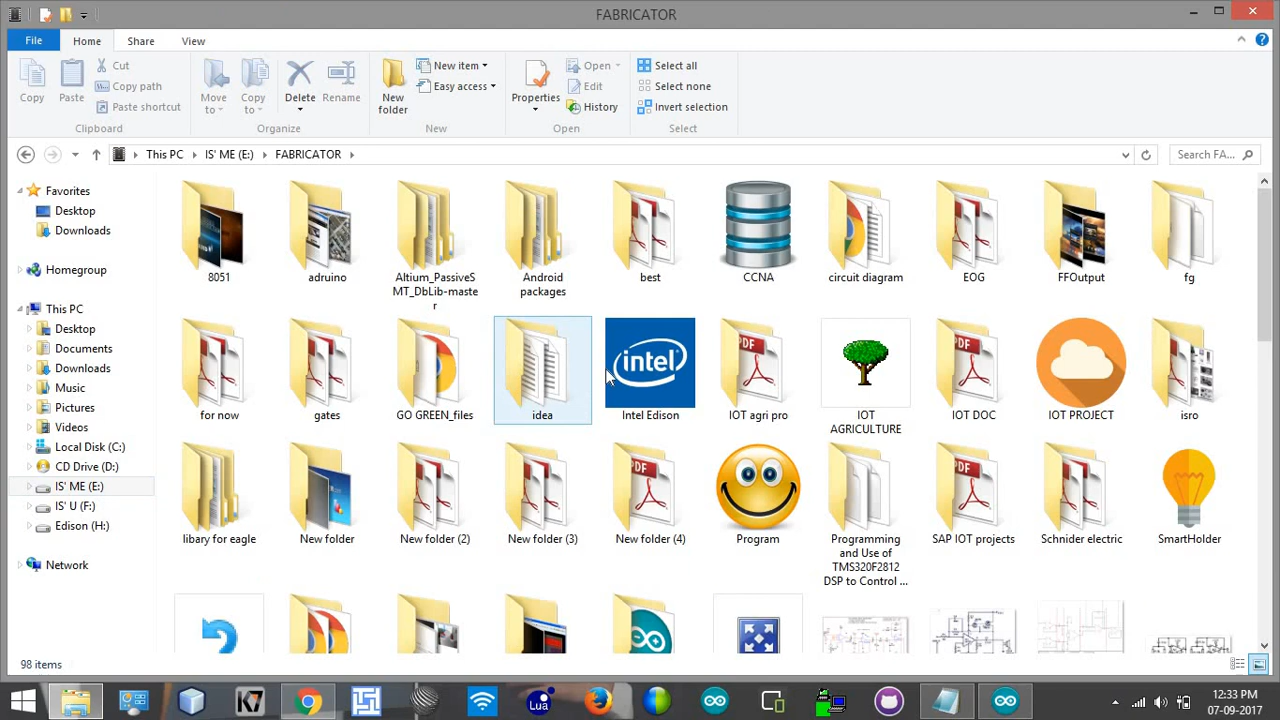 FABRICATOR
File
Home
Share
View
Copy
Paste
Cut
Copy path
Paste shortcut
Clipboard
Move to
Copy to
Delete
Rename
Organize
New folder
New item
Easy access
New
Properties
Open
Edit
History
Open
Select all
Select none
Invert selection
Select
This PC
IS' ME (E:)
FABRICATOR
Search FA...
Favorites
Desktop
Downloads
Homegroup
This PC
Desktop
Documents
Downloads
Music
Pictures
Videos
Local Disk (C:)
CD Drive (D:)
IS' ME (E:)
IS' U (F:)
Edison (H:)
Network
8051
adruino
Altium_PassiveS
MT_DbLib-maste
r
Android
packages
best
CCNA
circuit diagram
EOG
FFOutput
fg
for now
gates
GO GREEN_files
idea
intel
Intel Edison
PDF
IOT agri pro
IOT
AGRICULTURE
IOT DOC
IOT PROJECT
isro
libary for eagle
New folder
New folder (2)
New folder (3)
PDF
New folder (4)
Program
Programming
and Use of
TMS320F2812
DSP to Control ...
SAP IOT projects
Schnider electric
SmartHolder
98 items
K7
Lua
12:33 PM
07-09-2017